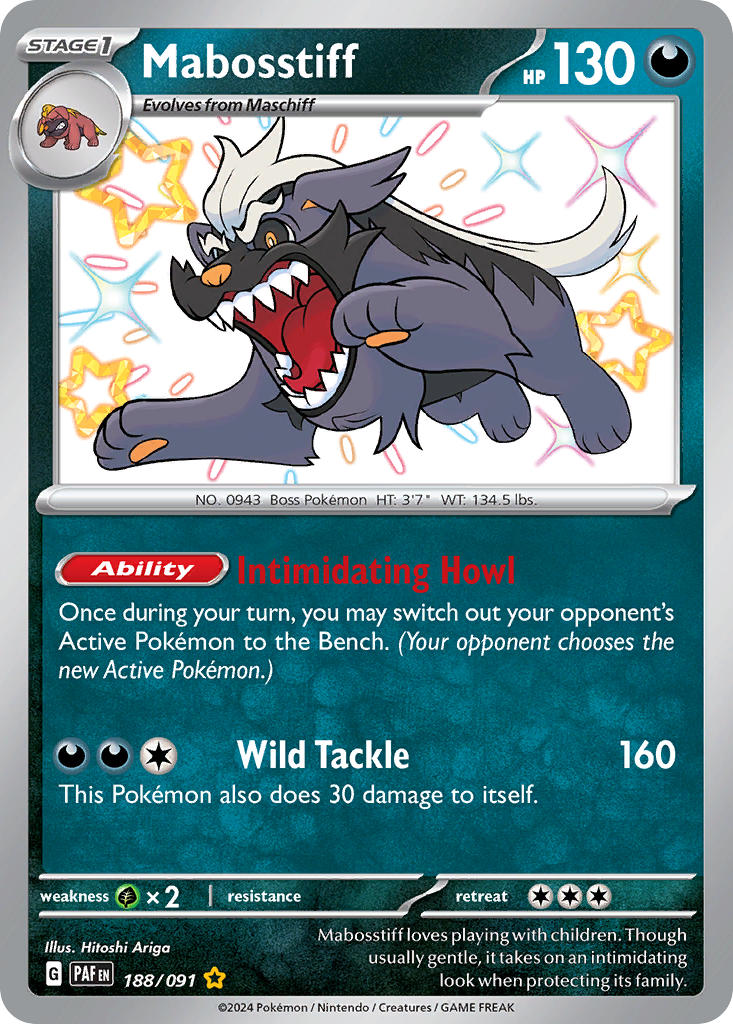 STAGE 1
Mabosstiff
HP 130
Evolves from Maschiff
NO. 0943 Boss Pokémon HT: 3'7" WT: 134.5 lbs.
Ability Intimidating Howl
Once during your turn, you may switch out your opponent's
Active Pokémon to the Bench. (Your opponent chooses the
new Active Pokémon.)
Wild Tackle 160
This Pokémon also does 30 damage to itself.
weakness ×2 resistance retreat
Illus. Hitoshi Ariga
Mabosstiff loves playing with children. Though
usually gentle, it takes on an intimidating
look when protecting its family.
G PAF EN 188/091
©2024 Pokémon / Nintendo / Creatures / GAME FREAK